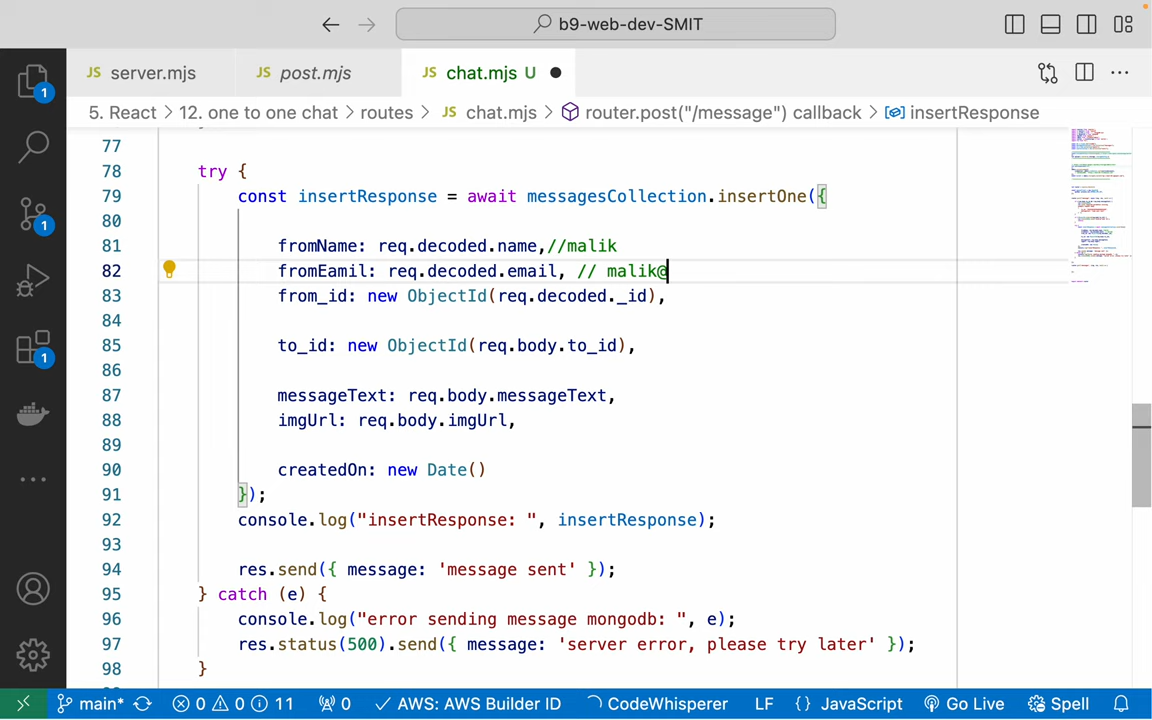 b9-web-dev-SMIT
JS server.mjs JS post.mjs JS chat.mjs U
5. React > 12. one to one chat > routes > JS chat.mjs > router.post("/message") callback > insertResponse
77
78 try {
79 const insertResponse = await messagesCollection.insertOne({
80
81 fromName: req.decoded.name,//malik
82 fromEamil: req.decoded.email, // malik@
83 from_id: new ObjectId(req.decoded._id),
84
85 to_id: new ObjectId(req.body.to_id),
86
87 messageText: req.body.messageText,
88 imgUrl: req.body.imgUrl,
89
90 createdOn: new Date()
91 });
92 console.log("insertResponse: ", insertResponse);
93
94 res.send({ message: 'message sent' });
95 } catch (e) {
96 console.log("error sending message mongodb: ", e);
97 res.status(500).send({ message: 'server error, please try later' });
98 }
1
1
1
main* 0 0 11 0 AWS: AWS Builder ID CodeWhisperer LF {} JavaScript Go Live Spell